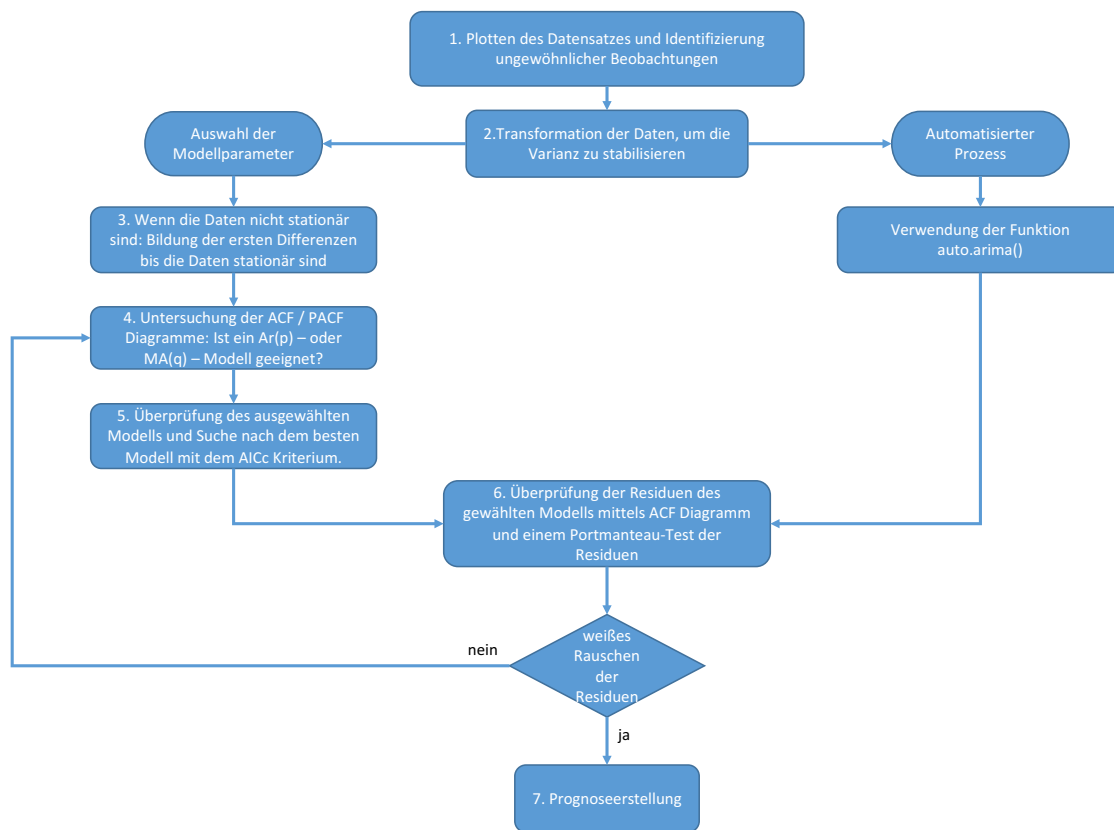 1. Plotten des Datensatzes und Identifizierung
ungewöhnlicher Beobachtungen
Auswahl der
Modellparameter
2.Transformation der Daten, um die
Varianz zu stabilisieren
Automatisierter
Prozess
3. Wenn die Daten nicht stationär
sind: Bildung der ersten Differenzen
bis die Daten stationär sind
Verwendung der Funktion
auto.arima()
4. Untersuchung der ACF / PACF
Diagramme: Ist ein Ar(p) – oder
MA(q) – Modell geeignet?
5. Überprüfung des ausgewählten
Modells und Suche nach dem besten
Modell mit dem AICc Kriterium.
6. Überprüfung der Residuen des
gewählten Modells mittels ACF Diagramm
und einem Portmanteau-Test der
Residuen
nein
weißes
Rauschen
der
Residuen
ja
7. Prognoseerstellung